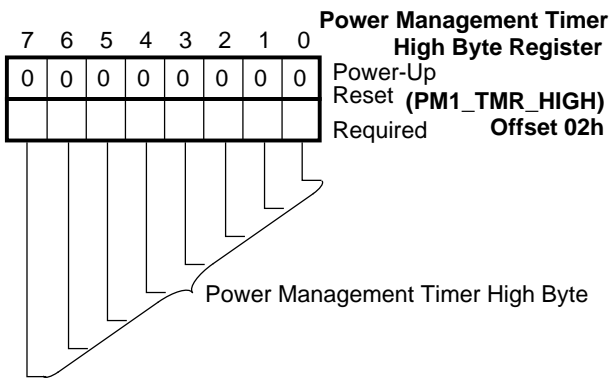 Power Management Timer
High Byte Register
7 6 5 4 3 2 1 0
0 0 0 0 0 0 0 0
Power-Up
Reset (PM1_TMR_HIGH)
Required Offset 02h
Power Management Timer High Byte